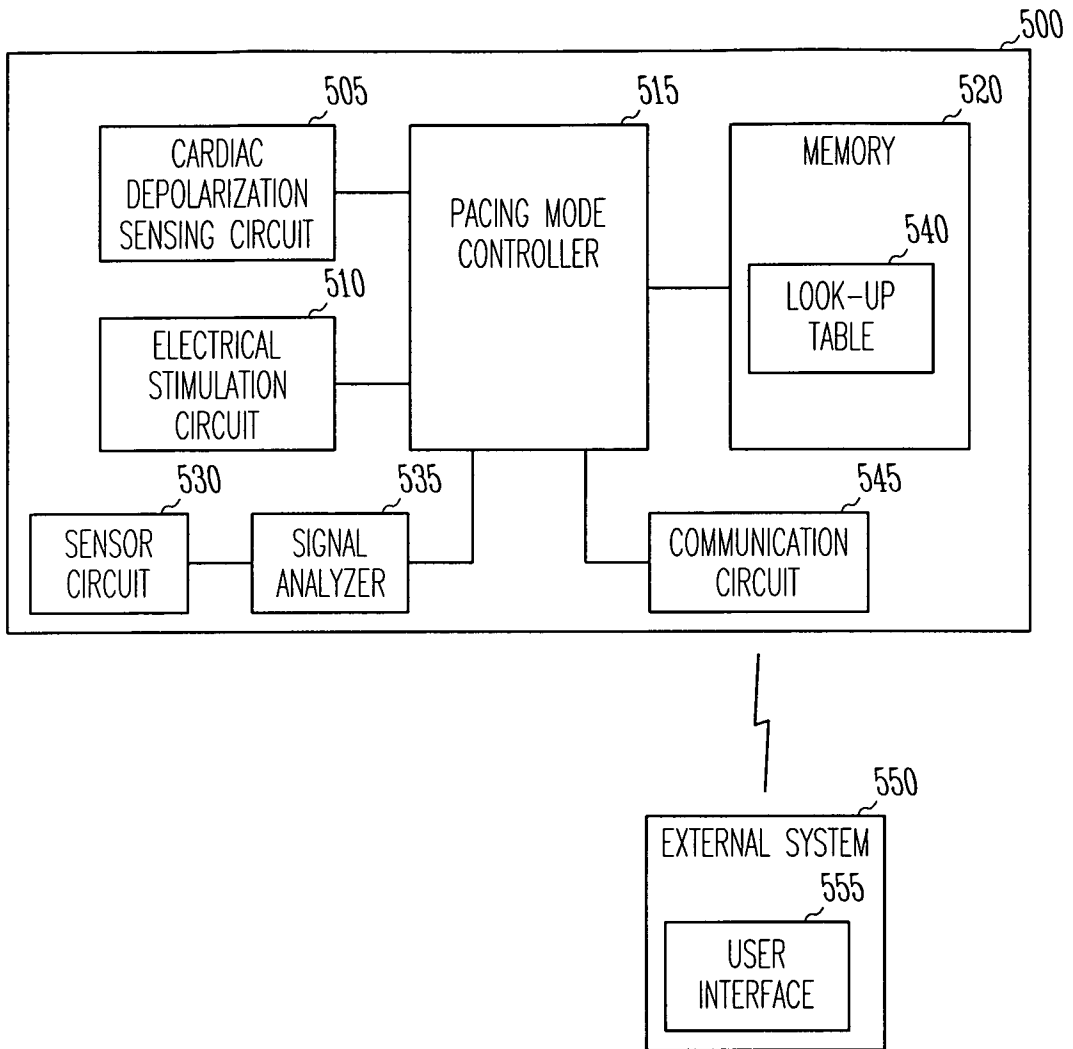 500
505
CARDIAC
DEPOLARIZATION
SENSING CIRCUIT
515
PACING MODE
CONTROLLER
520
MEMORY
540
LOOK-UP
TABLE
510
ELECTRICAL
STIMULATION
CIRCUIT
530
SENSOR
CIRCUIT
535
SIGNAL
ANALYZER
545
COMMUNICATION
CIRCUIT
550
EXTERNAL SYSTEM
555
USER
INTERFACE